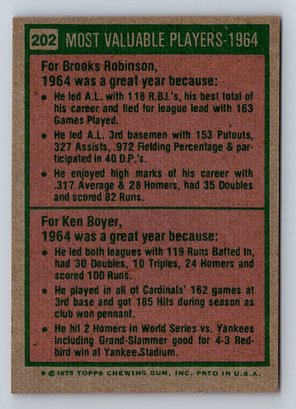 202 MOST VALUABLE PLAYERS-1964
For Brooks Robinson,
1964 was a great year because:
● He led A.L. with 118 R.B.I.'s, his best total of
his career and tied for league lead with 163
Games Played.
● He led A.L. 3rd basemen with 153 Putouts,
327 Assists, .972 Fielding Percentage & par-
ticipated in 40 D.P.'s.
● He enjoyed high marks of his career with
.317 Average & 28 Homers, had 35 Doubles
and scored 82 Runs.
For Ken Boyer,
1964 was a great year because:
● He led both leagues with 119 Runs Batted In,
had 30 Doubles, 10 Triples, 24 Homers and
scored 100 Runs.
● He played in all of Cardinals' 162 games at
3rd base and got 185 Hits during season as
club won pennant.
● He hit 2 Homers in World Series vs. Yankees
including Grand-Slammer good for 4-3 Red-
bird win at Yankee Stadium.
★ © 1975 TOPPS CHEWING GUM, INC. PRTD IN U.S.A.